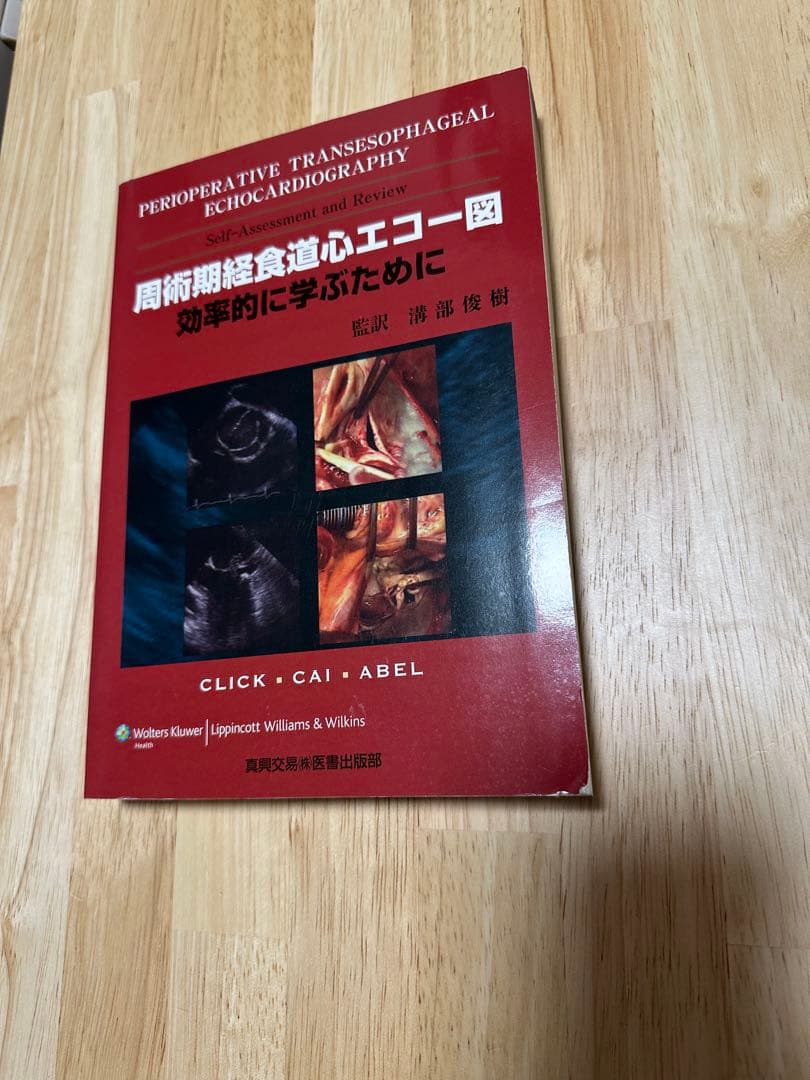 PERIOPERATIVE TRANSESOPHAGEAL
ECHOCARDIOGRAPHY
Self-Assessment and Review
周術期経食道心エコー図
効率的に学ぶために
監訳 溝部俊樹
CLICK ▪ CAI ▪ ABEL
Wolters Kluwer | Lippincott Williams & Wilkins
Health
真興交易㈱医書出版部